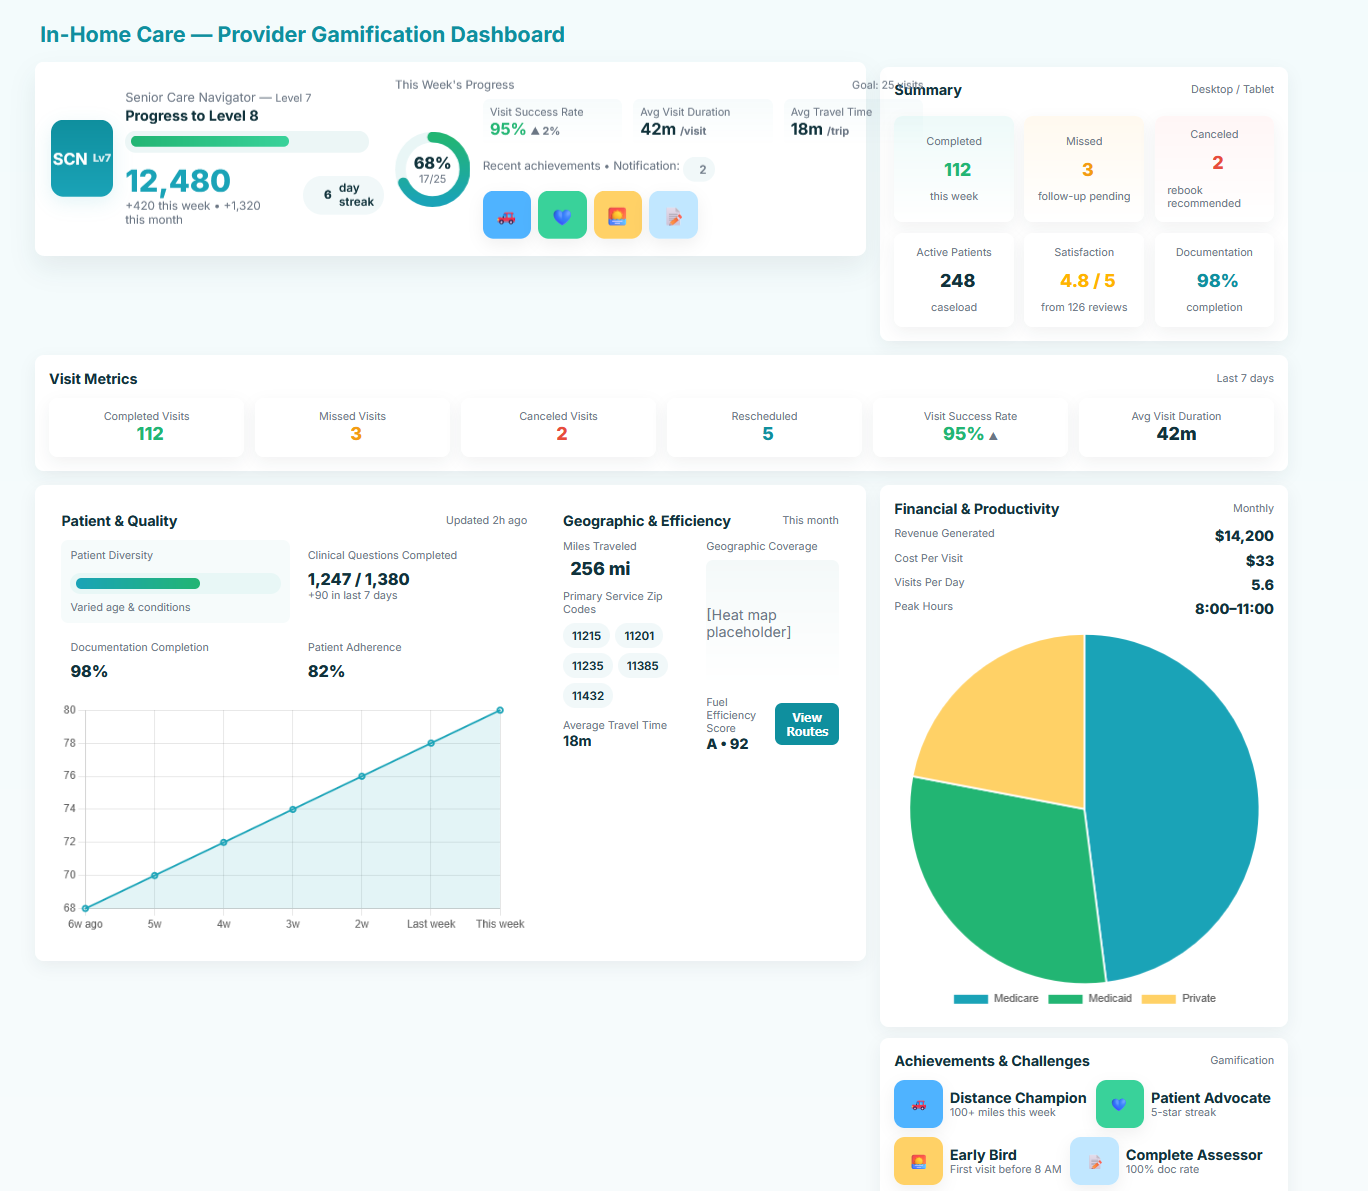 In-Home Care — Provider Gamification Dashboard
SCN Lv7
Senior Care Navigator — Level 7
Progress to Level 8
12,480
+420 this week • +1,320
this month
6 day
streak
This Week's Progress
Goal: 25 visits
68%
17/25
Visit Success Rate
95% ▲ 2%
Avg Visit Duration
42m /visit
Avg Travel Time
18m /trip
Recent achievements • Notification: 2
Summary
Desktop / Tablet
Completed
112
this week
Missed
3
follow-up pending
Canceled
2
rebook
recommended
Active Patients
248
caseload
Satisfaction
4.8 / 5
from 126 reviews
Documentation
98%
completion
Visit Metrics
Last 7 days
Completed Visits
112
Missed Visits
3
Canceled Visits
2
Rescheduled
5
Visit Success Rate
95% ▲
Avg Visit Duration
42m
Patient & Quality
Updated 2h ago
Patient Diversity
Varied age & conditions
Clinical Questions Completed
1,247 / 1,380
+90 in last 7 days
Documentation Completion
98%
Patient Adherence
82%
80
78
76
74
72
70
68
6w ago 5w 4w 3w 2w Last week This week
Geographic & Efficiency
This month
Miles Traveled
256 mi
Primary Service Zip
Codes
11215 11201
11235 11385
11432
Average Travel Time
18m
Geographic Coverage
[Heat map
placeholder]
Fuel
Efficiency
Score
A • 92
View
Routes
Financial & Productivity
Monthly
Revenue Generated $14,200
Cost Per Visit $33
Visits Per Day 5.6
Peak Hours 8:00–11:00
Medicare Medicaid Private
Achievements & Challenges
Gamification
Distance Champion
100+ miles this week
Patient Advocate
5-star streak
Early Bird
First visit before 8 AM
Complete Assessor
100% doc rate